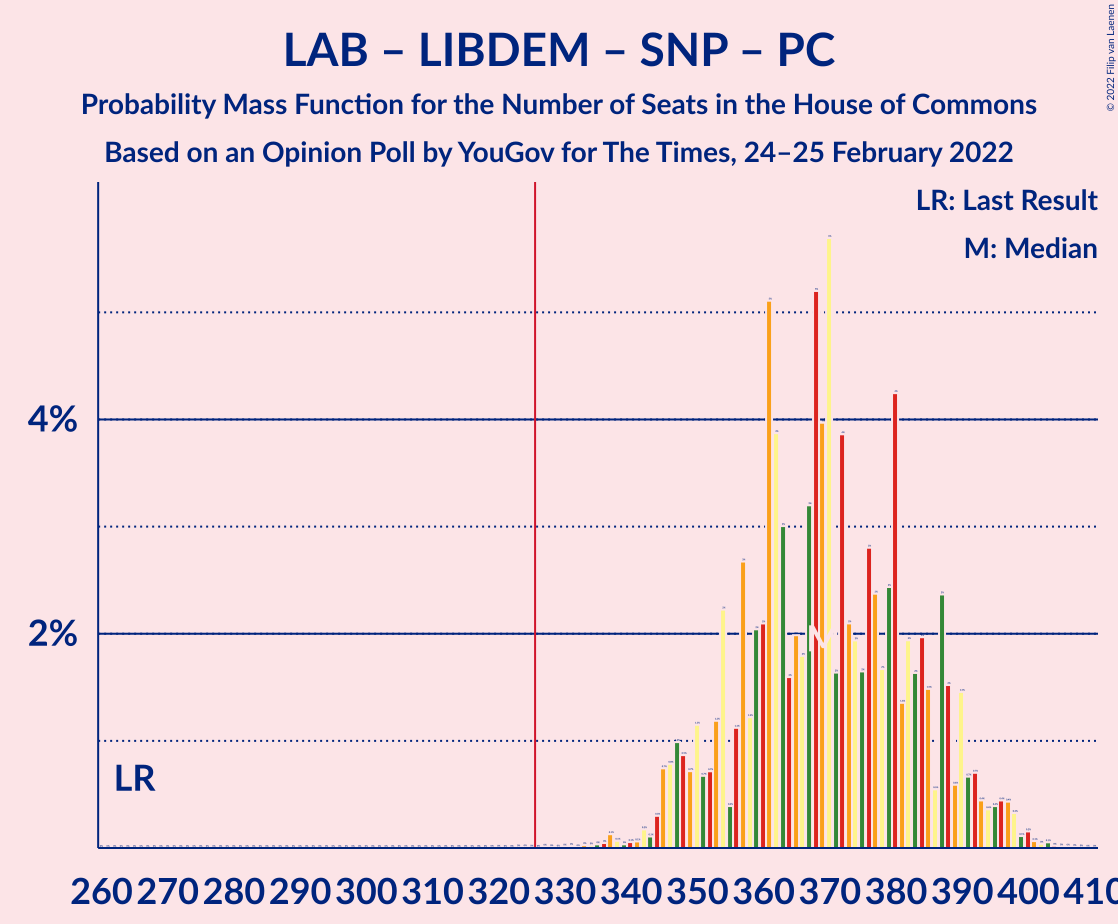 LAB – LIBDEM – SNP – PC
Probability Mass Function for the Number of Seats in the House of Commons
Based on an Opinion Poll by YouGov for The Times, 24–25 February 2022
© 2022 Filip van Laenen
LR: Last Result
M: Median
4%
2%
LR
M
260 270 280 290 300 310 320 330 340 350 360 370 380 390 400 410